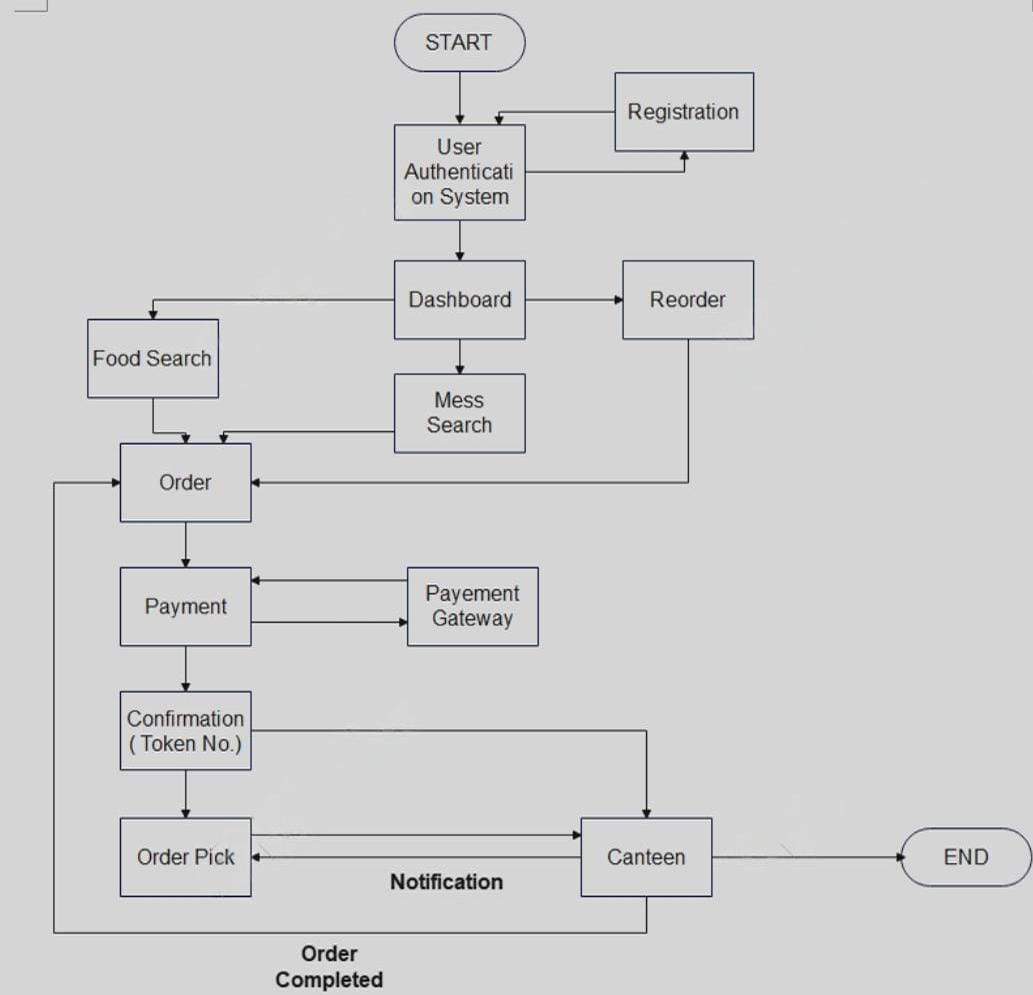 START
Registration
User
Authenticati
on System
Dashboard
Reorder
Food Search
Mess
Search
Order
Payment
Payement
Gateway
Confirmation
( Token No.)
Order Pick
Canteen
END
Notification
Order
Completed